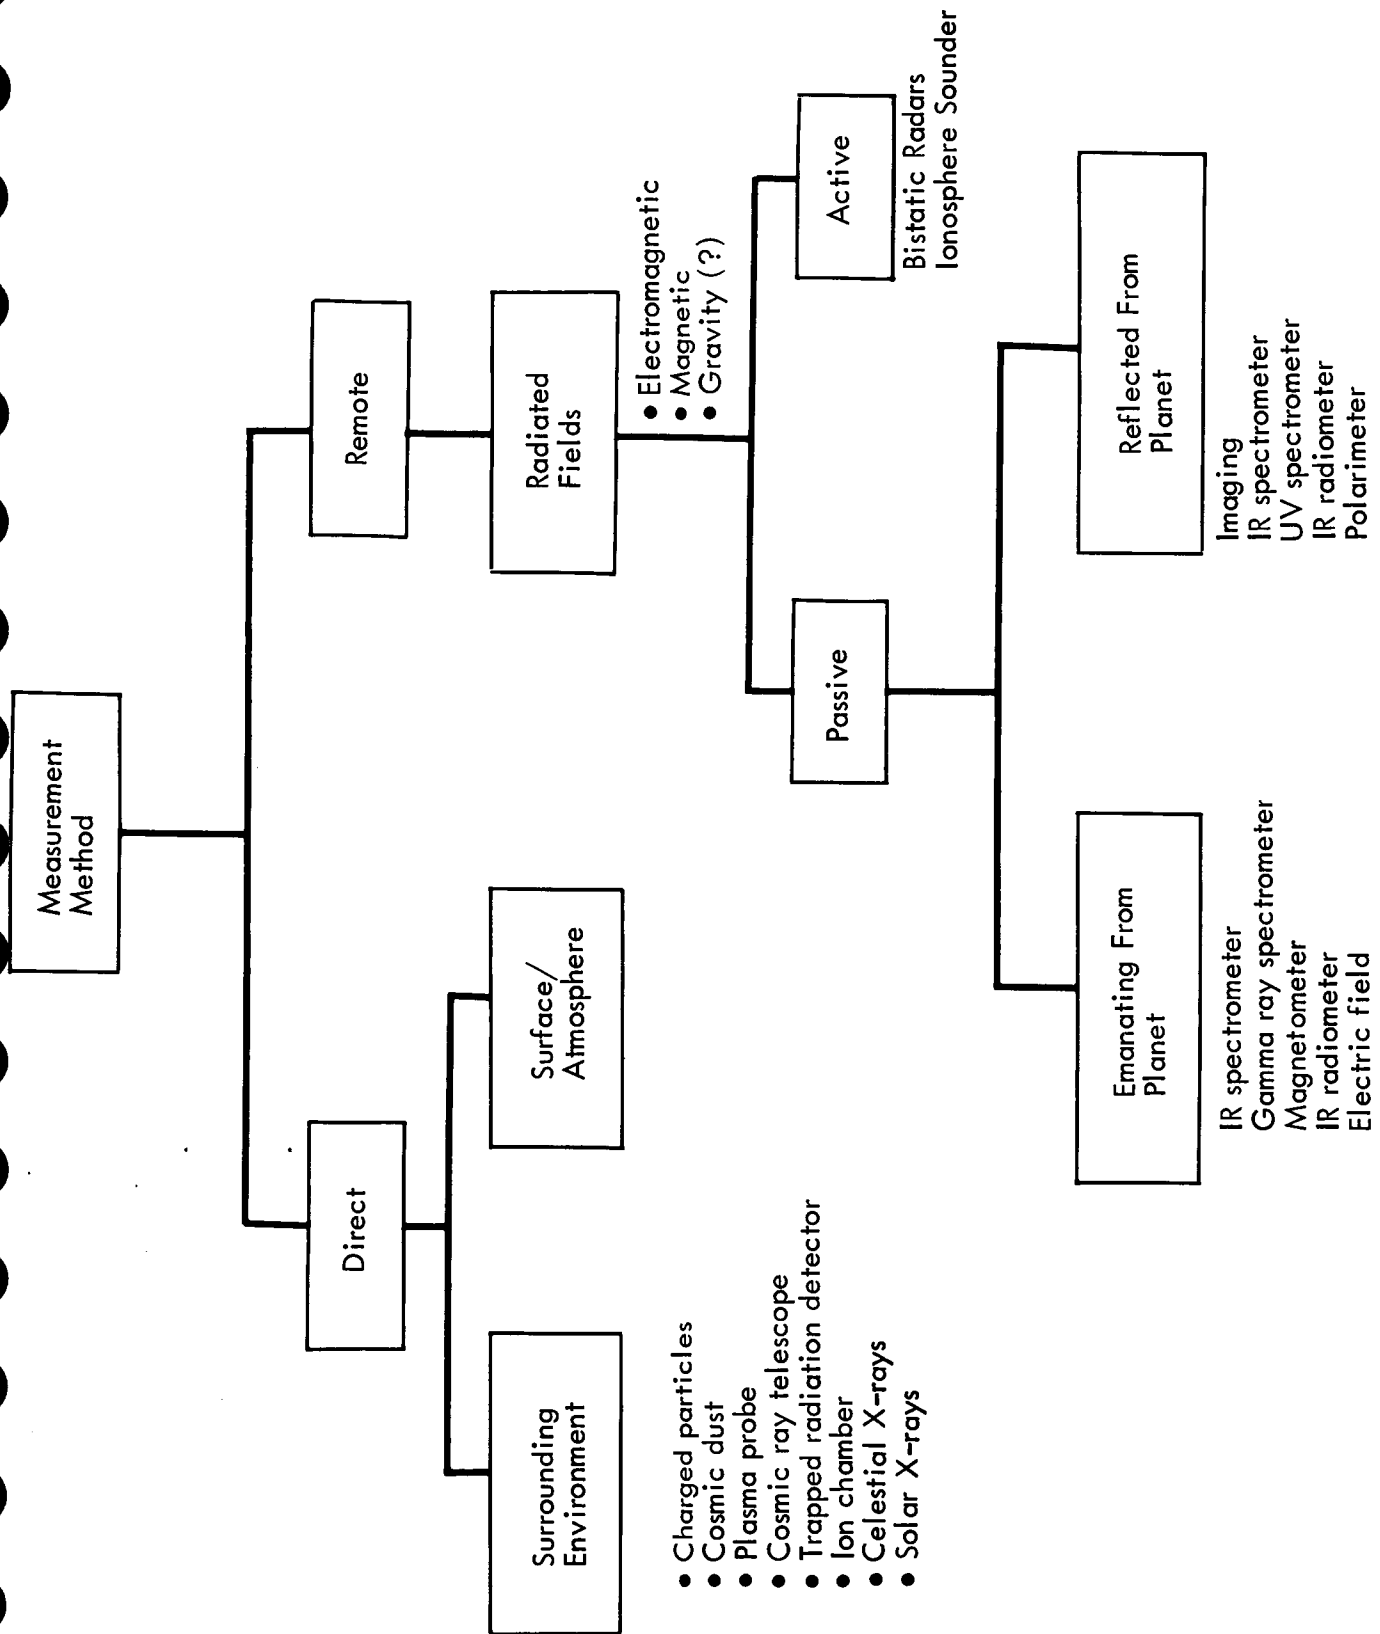 Measurement
Method
Direct
Remote
Surrounding
Environment
Surface/
Atmosphere
Radiated
Fields
• Charged particles
• Cosmic dust
• Plasma probe
• Cosmic ray telescope
• Trapped radiation detector
• Ion chamber
• Celestial X-rays
• Solar X-rays
• Electromagnetic
• Magnetic
• Gravity (?)
Passive
Active
Bistatic Radars
Ionosphere Sounder
Emanating From
Planet
IR spectrometer
Gamma ray spectrometer
Magnetometer
IR radiometer
Electric field
Reflected From
Planet
Imaging
IR spectrometer
UV spectrometer
IR radiometer
Polarimeter